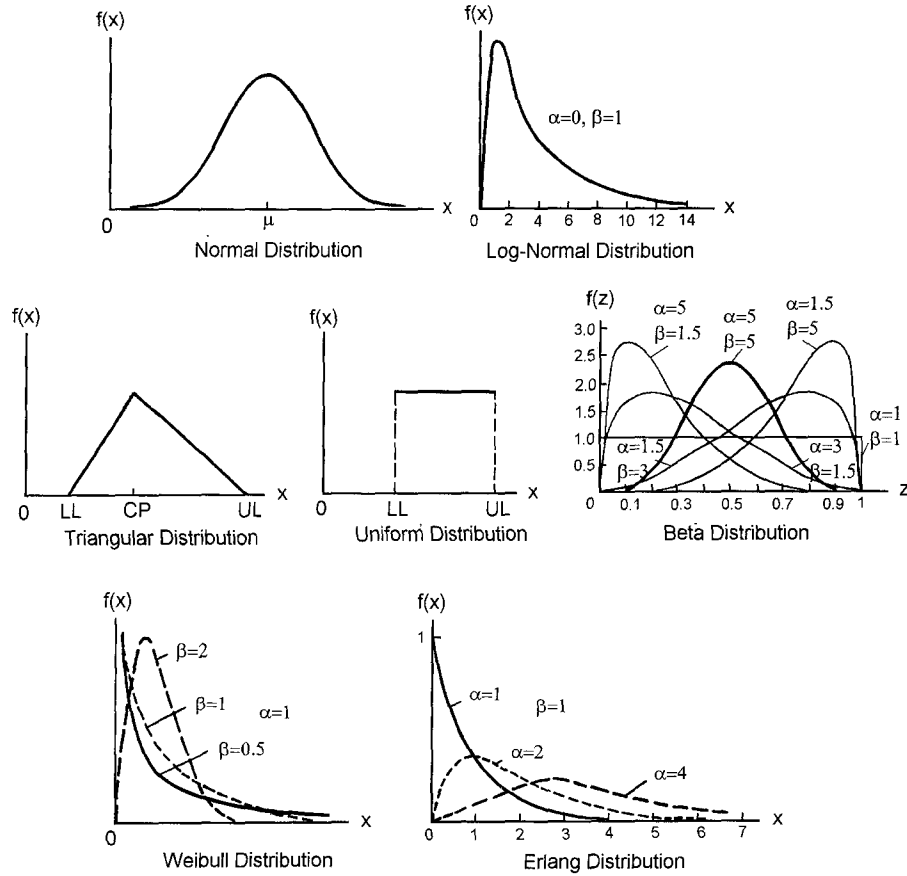 f(x)
0
μ
x
Normal Distribution
f(x)
α=0, β=1
0
0 2 4 6 8 10 12 14
x
Log-Normal Distribution
f(x)
0
LL CP UL
x
Triangular Distribution
f(x)
0
LL UL
x
Uniform Distribution
f(z)
α=5
β=1.5
α=5
β=5
α=1.5
β=5
3.0
2.5
2.0
1.5
1.0
0.5
0
α=1
β=1
α=1.5
β=3
α=3
β=1.5
0 0.1 0.3 0.5 0.7 0.9 1
z
Beta Distribution
f(x)
β=2
β=1
α=1
β=0.5
0
x
Weibull Distribution
f(x)
1
α=1
β=1
α=2
α=4
0 1 2 3 4 5 6 7
x
Erlang Distribution